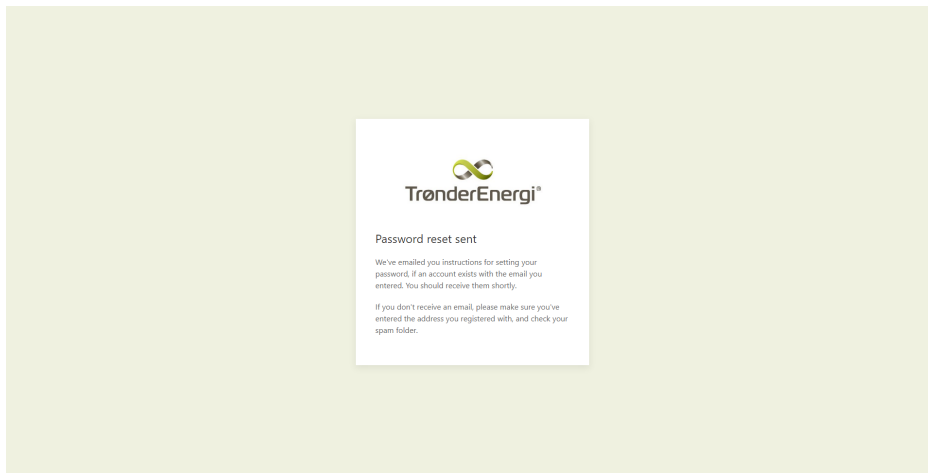 TrønderEnergi®
Password reset sent
We've emailed you instructions for setting your
password, if an account exists with the email you
entered. You should receive them shortly.
If you don't receive an email, please make sure you've
entered the address you registered with, and check your
spam folder.